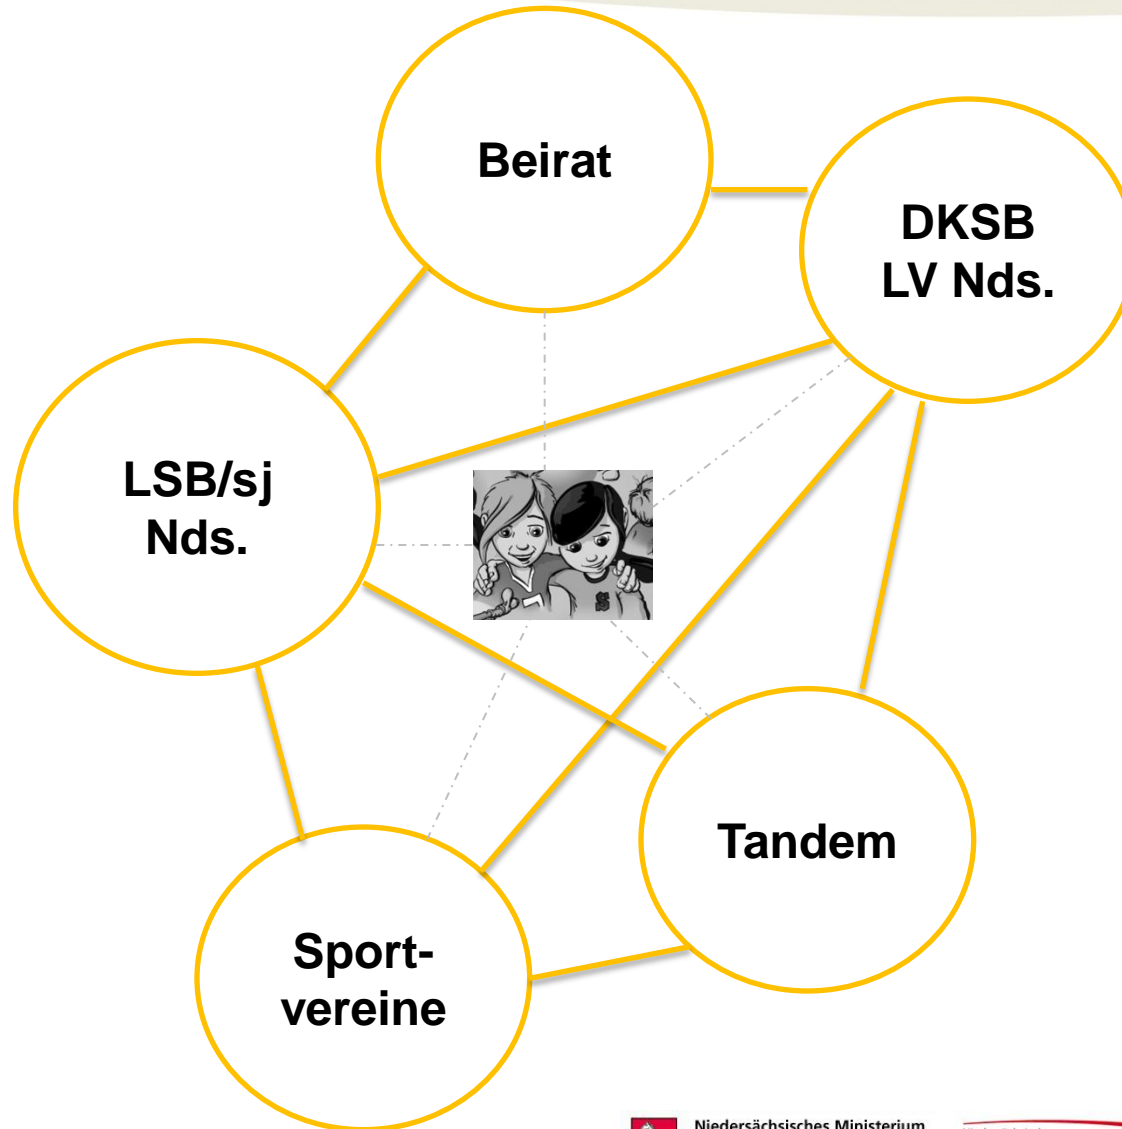 Beirat
DKSB
LV Nds.
LSB/sj
Nds.
Tandem
Sport-
vereine
Niedersächsisches Ministerium